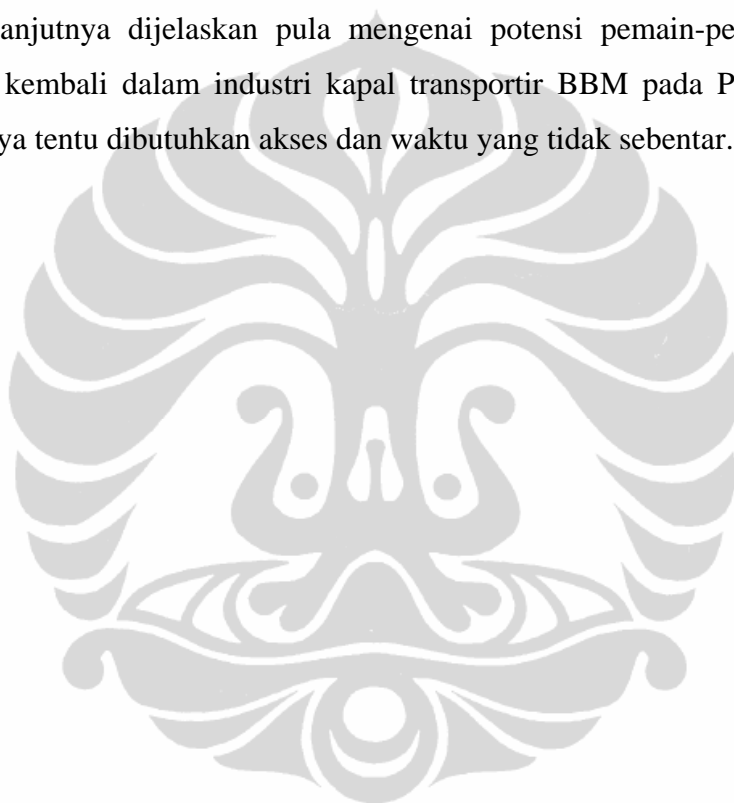 anjutnya dijelaskan pula mengenai potensi pemain-pe
kembali dalam industri kapal transportir BBM pada P
ya tentu dibutuhkan akses dan waktu yang tidak sebentar.